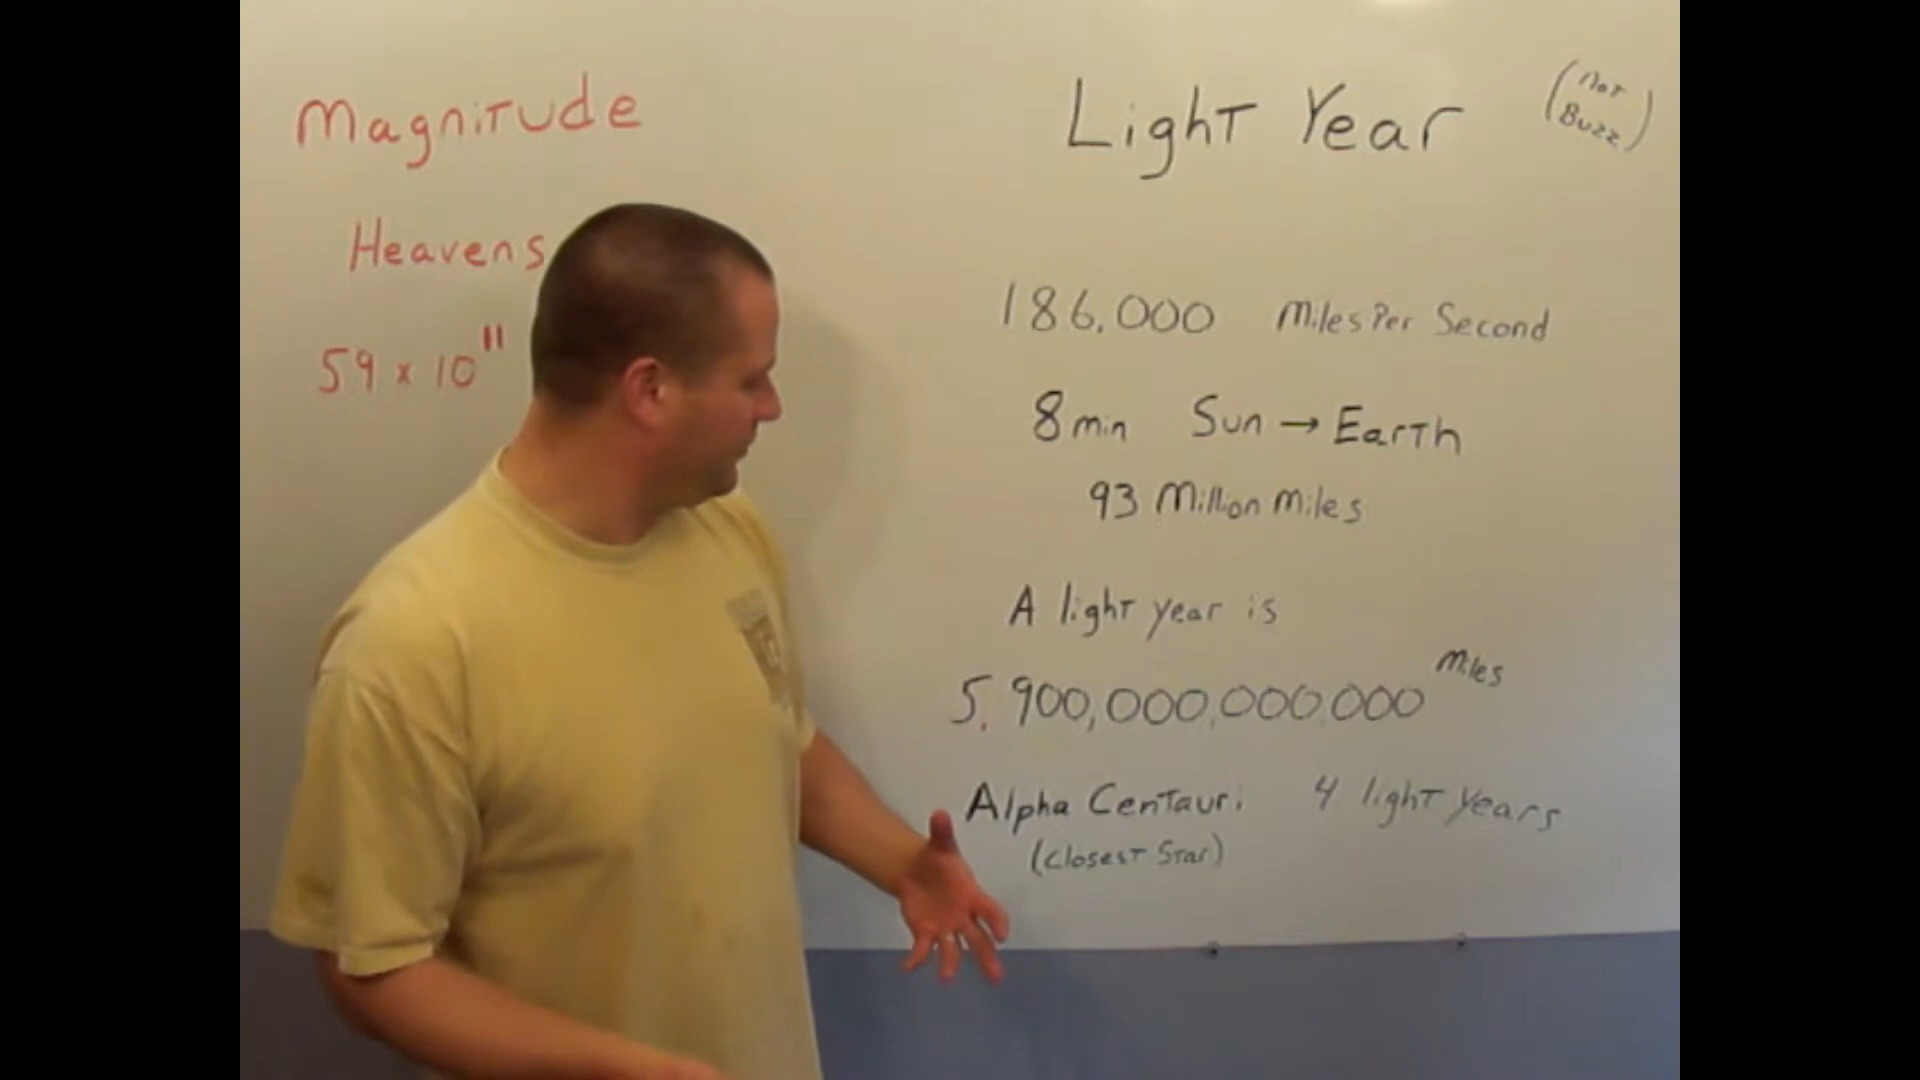 Magnitude
Heavens
59 x 10¹¹
Light Year
(Not
Buzz)
186,000 Miles Per Second
8 min Sun → Earth
93 Million Miles
A light year is
5,900,000,000,000 Miles
Alpha Centauri 4 light years
(Closest Star)